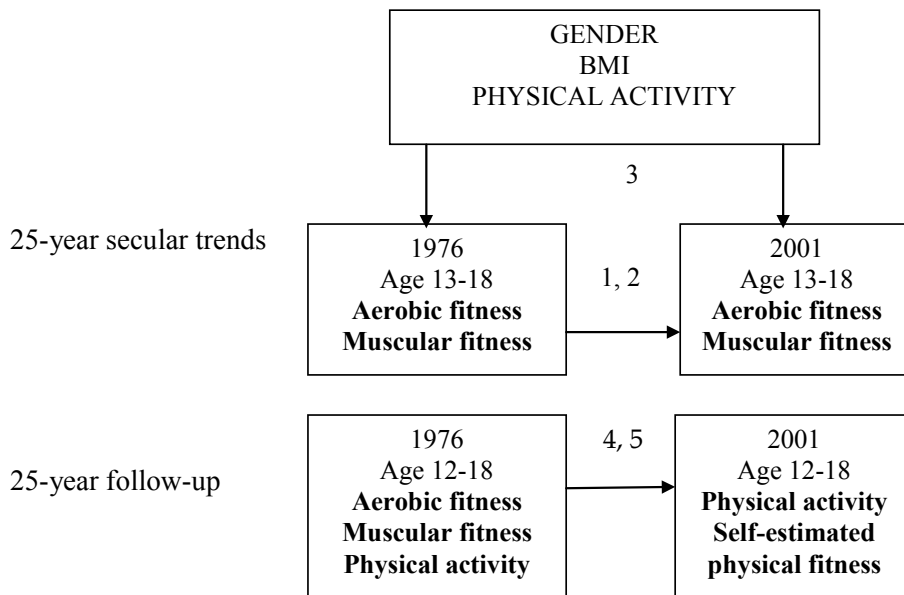 GENDER
BMI
PHYSICAL ACTIVITY
3
25-year secular trends
1976
Age 13-18
Aerobic fitness
Muscular fitness
1, 2
2001
Age 13-18
Aerobic fitness
Muscular fitness
25-year follow-up
1976
Age 12-18
Aerobic fitness
Muscular fitness
Physical activity
4, 5
2001
Age 12-18
Physical activity
Self-estimated
physical fitness